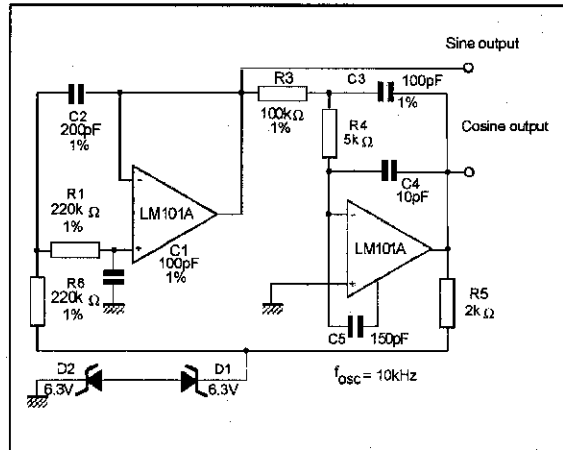 Sine output
R3
100kΩ
1%
C3
100pF
1%
C2
200pF
1%
R4
5kΩ
Cosine output
C4
10pF
R1
220k Ω
1%
-
LM101A
+
C1
100pF
1%
-
LM101A
+
R6
220k Ω
1%
R5
2kΩ
C5
150pF
D2
6.3V
D1
6.3V
fosc = 10kHz